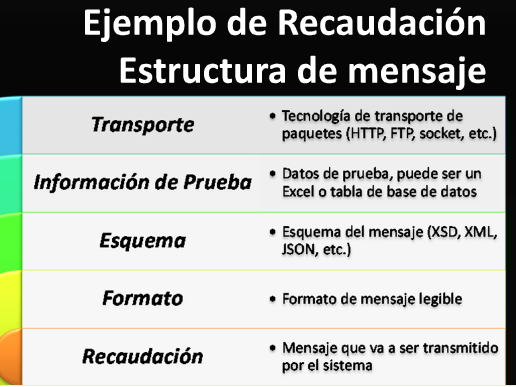 Ejemplo de Recaudación
Estructura de mensaje
Transporte
• Tecnología de transporte de
paquetes (HTTP, FTP, socket, etc.)
Información de Prueba
• Datos de prueba, puede ser un
Excel o tabla de base de datos
Esquema
• Esquema del mensaje (XSD, XML,
JSON, etc.)
Formato
• Formato de mensaje legible
Recaudación
• Mensaje que va a ser transmitido
por el sistema